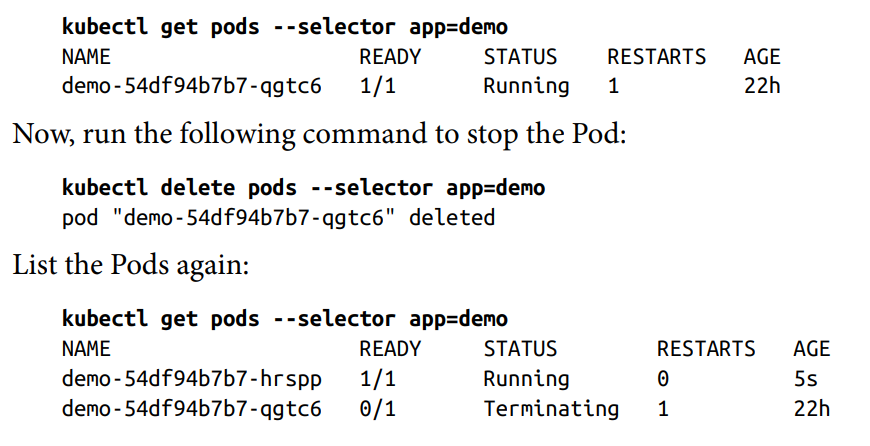 kubectl get pods --selector app=demo
NAME READY STATUS RESTARTS AGE
demo-54df94b7b7-qgtc6 1/1 Running 1 22h
Now, run the following command to stop the Pod:
kubectl delete pods --selector app=demo
pod "demo-54df94b7b7-qgtc6" deleted
List the Pods again:
kubectl get pods --selector app=demo
NAME READY STATUS RESTARTS AGE
demo-54df94b7b7-hrspp 1/1 Running 0 5s
demo-54df94b7b7-qgtc6 0/1 Terminating 1 22h